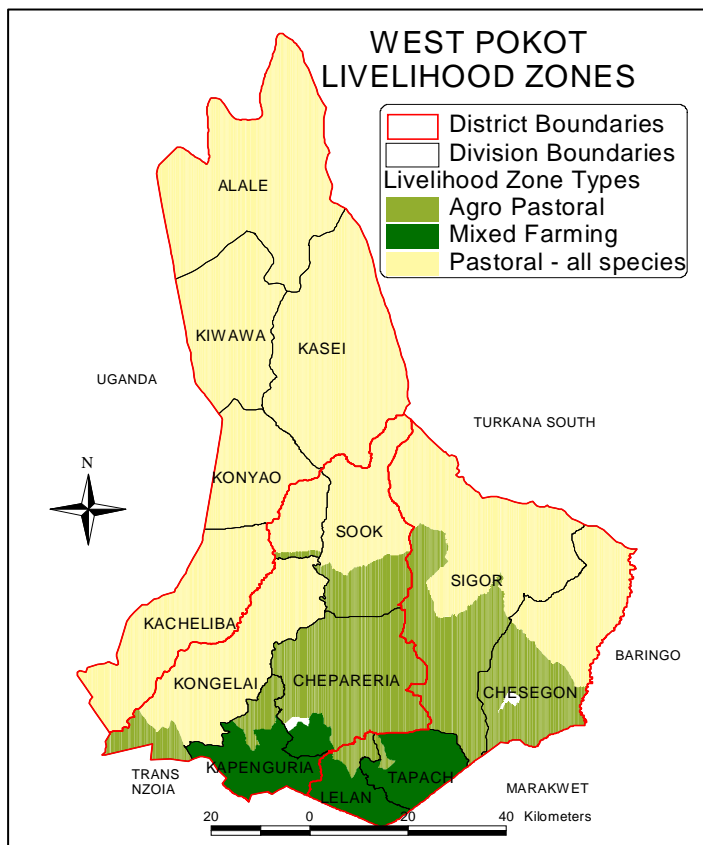 WEST POKOT
LIVELIHOOD ZONES
District Boundaries
Division Boundaries
Livelihood Zone Types
Agro Pastoral
Mixed Farming
Pastoral - all species
ALALE
KIWAWA
KASEI
UGANDA
TURKANA SOUTH
N
KONYAO
SOOK
SIGOR
KACHELIBA
BARINGO
KONGELAI
CHEPARERIA
CHESEGON
TRANS
NZOIA
KAPENGURIA
TAPACH
LELAN
MARAKWET
20 0 20 40 Kilometers